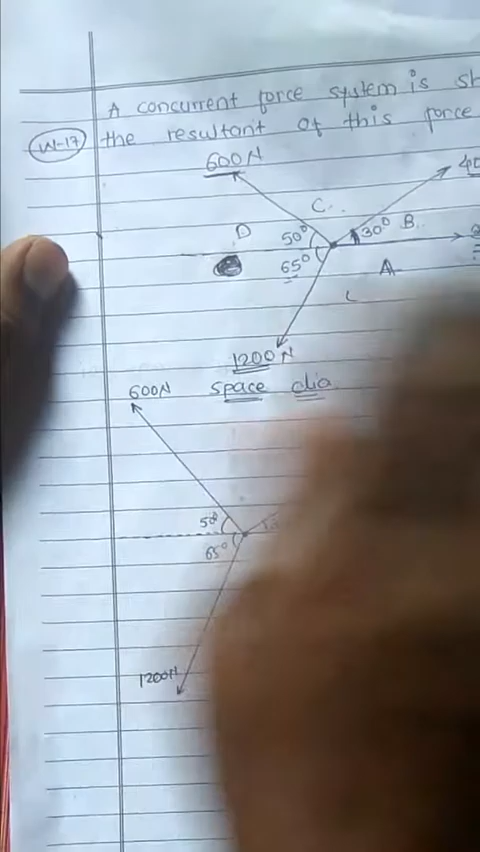 A concurrent force system is
W-17 the resultant of this force
600N
C
50°
30°
B
D
65°
A
1200N
space dia
600N
50°
65°
1200N